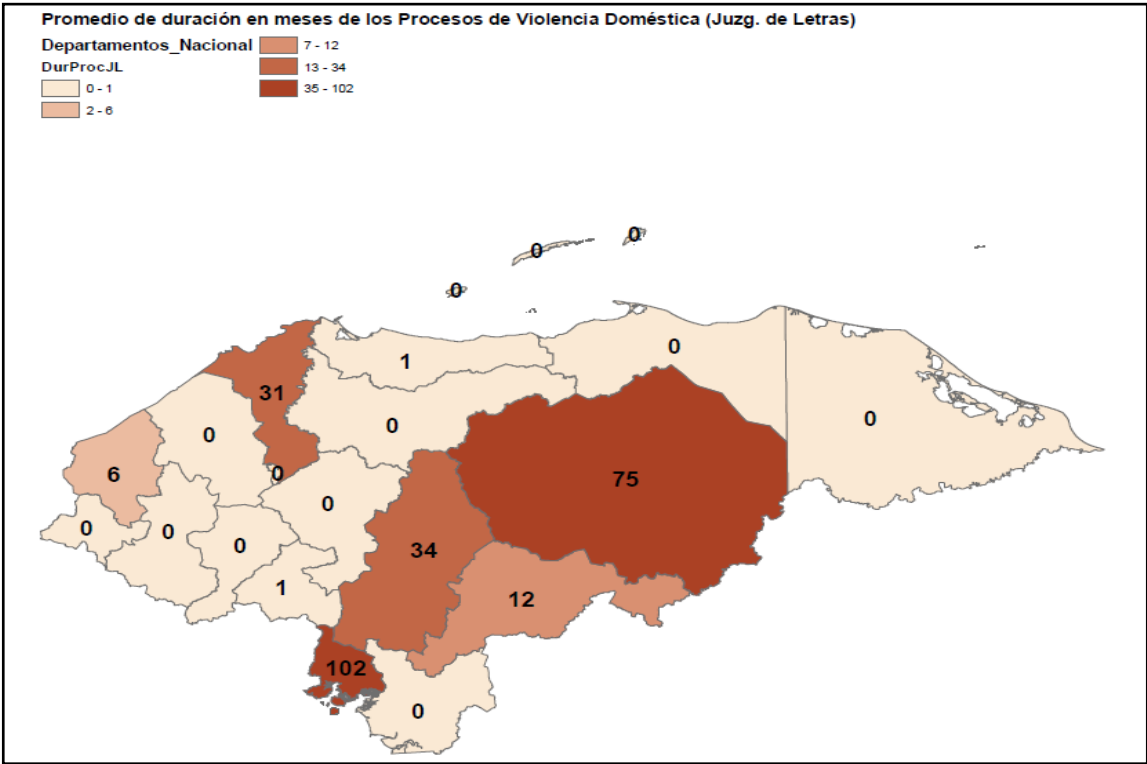 Promedio de duración en meses de los Procesos de Violencia Doméstica (Juzg. de Letras)
Departamentos_Nacional
DurProcJL
0 - 1
2 - 6
7 - 12
13 - 34
35 - 102
0
0
0
1
0
31
0
0
0
6
0
75
0
0
0
0
34
1
12
102
0